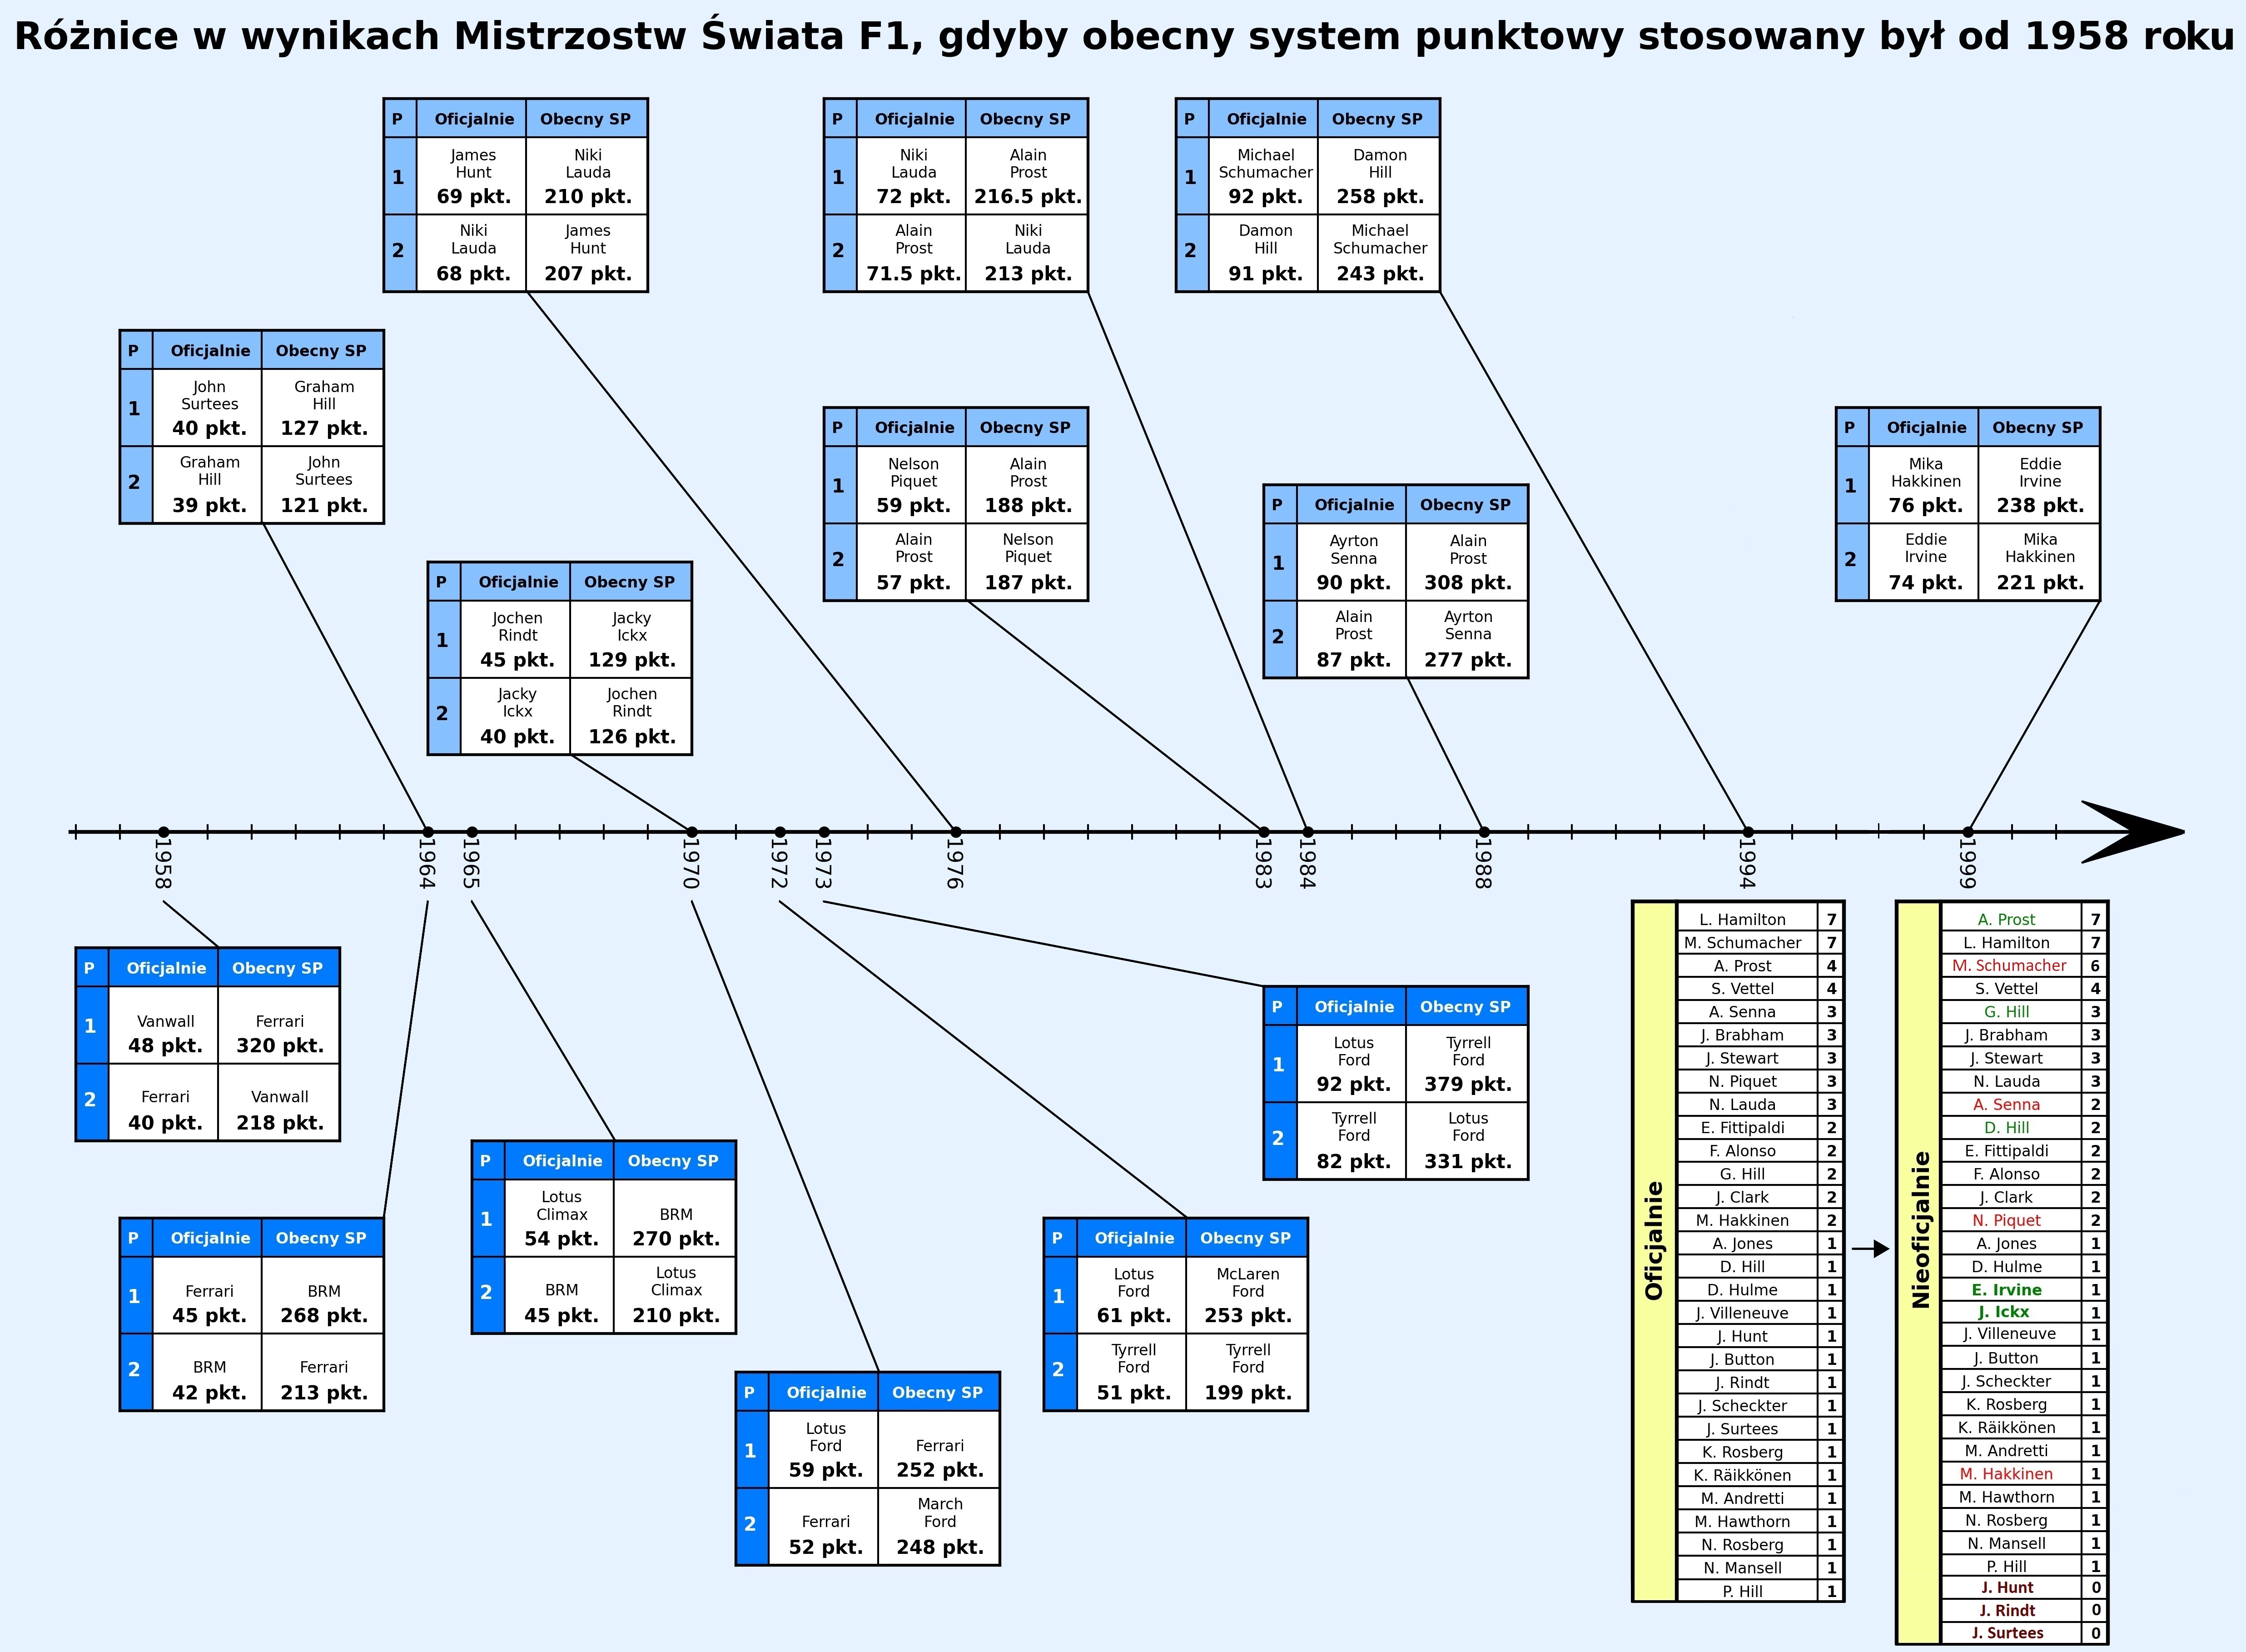 Różnice w wynikach Mistrzostw Świata F1, gdyby obecny system punktowy stosowany był od 1958 roku
P Oficjalnie Obecny SP
1
James
Hunt
69 pkt.
Niki
Lauda
210 pkt.
2
Niki
Lauda
68 pkt.
James
Hunt
207 pkt.
P Oficjalnie Obecny SP
1
Niki
Lauda
72 pkt.
Alain
Prost
216.5 pkt.
2
Alain
Prost
71.5 pkt.
Niki
Lauda
213 pkt.
P Oficjalnie Obecny SP
1
Michael
Schumacher
92 pkt.
Damon
Hill
258 pkt.
2
Damon
Hill
91 pkt.
Michael
Schumacher
243 pkt.
P Oficjalnie Obecny SP
1
John
Surtees
40 pkt.
Graham
Hill
127 pkt.
2
Graham
Hill
39 pkt.
John
Surtees
121 pkt.
P Oficjalnie Obecny SP
1
Nelson
Piquet
59 pkt.
Alain
Prost
188 pkt.
2
Alain
Prost
57 pkt.
Nelson
Piquet
187 pkt.
P Oficjalnie Obecny SP
1
Mika
Hakkinen
76 pkt.
Eddie
Irvine
238 pkt.
2
Eddie
Irvine
74 pkt.
Mika
Hakkinen
221 pkt.
P Oficjalnie Obecny SP
1
Ayrton
Senna
90 pkt.
Alain
Prost
308 pkt.
2
Alain
Prost
87 pkt.
Ayrton
Senna
277 pkt.
P Oficjalnie Obecny SP
1
Jochen
Rindt
45 pkt.
Jacky
Ickx
129 pkt.
2
Jacky
Ickx
40 pkt.
Jochen
Rindt
126 pkt.
1958
1964
1965
1970
1972
1973
1976
1983
1984
1988
1994
1999
P Oficjalnie Obecny SP
1
Vanwall
48 pkt.
Ferrari
320 pkt.
2
Ferrari
40 pkt.
Vanwall
218 pkt.
P Oficjalnie Obecny SP
1
Lotus
Ford
92 pkt.
Tyrrell
Ford
379 pkt.
2
Tyrrell
Ford
82 pkt.
Lotus
Ford
331 pkt.
P Oficjalnie Obecny SP
1
Lotus
Climax
54 pkt.
BRM
270 pkt.
2
BRM
45 pkt.
Lotus
Climax
210 pkt.
P Oficjalnie Obecny SP
1
Ferrari
45 pkt.
BRM
268 pkt.
2
BRM
42 pkt.
Ferrari
213 pkt.
P Oficjalnie Obecny SP
1
Lotus
Ford
61 pkt.
McLaren
Ford
253 pkt.
2
Tyrrell
Ford
51 pkt.
Tyrrell
Ford
199 pkt.
P Oficjalnie Obecny SP
1
Lotus
Ford
59 pkt.
Ferrari
252 pkt.
2
Ferrari
52 pkt.
March
Ford
248 pkt.
Oficjalnie
L. Hamilton 7
M. Schumacher 7
A. Prost 4
S. Vettel 4
A. Senna 3
J. Brabham 3
J. Stewart 3
N. Piquet 3
N. Lauda 3
E. Fittipaldi 2
F. Alonso 2
G. Hill 2
J. Clark 2
M. Hakkinen 2
A. Jones 1
D. Hill 1
D. Hulme 1
J. Villeneuve 1
J. Hunt 1
J. Button 1
J. Rindt 1
J. Scheckter 1
J. Surtees 1
K. Rosberg 1
K. Räikkönen 1
M. Andretti 1
M. Hawthorn 1
N. Rosberg 1
N. Mansell 1
P. Hill 1
Nieoficjalnie
A. Prost 7
L. Hamilton 7
M. Schumacher 6
S. Vettel 4
G. Hill 3
J. Brabham 3
J. Stewart 3
N. Lauda 3
A. Senna 2
D. Hill 2
E. Fittipaldi 2
F. Alonso 2
J. Clark 2
N. Piquet 2
A. Jones 1
D. Hulme 1
E. Irvine 1
J. Ickx 1
J. Villeneuve 1
J. Button 1
J. Scheckter 1
K. Rosberg 1
K. Räikkönen 1
M. Andretti 1
M. Hakkinen 1
M. Hawthorn 1
N. Rosberg 1
N. Mansell 1
P. Hill 1
J. Hunt 0
J. Rindt 0
J. Surtees 0